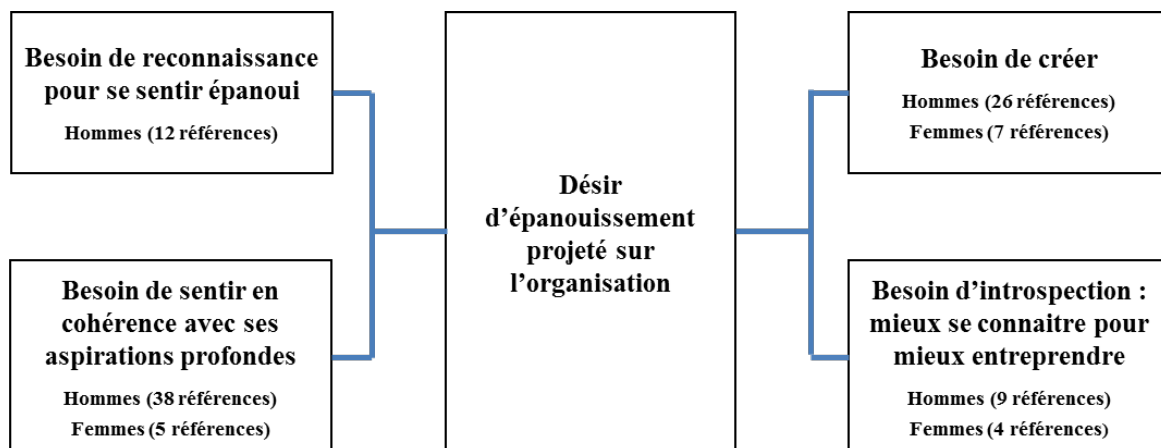 Besoin de reconnaissance
pour se sentir épanoui
Hommes (12 références)
Besoin de sentir en
cohérence avec ses
aspirations profondes
Hommes (38 références)
Femmes (5 références)
Désir
d’épanouissement
projeté sur
l’organisation
Besoin de créer
Hommes (26 références)
Femmes (7 références)
Besoin d’introspection :
mieux se connaitre pour
mieux entreprendre
Hommes (9 références)
Femmes (4 références)